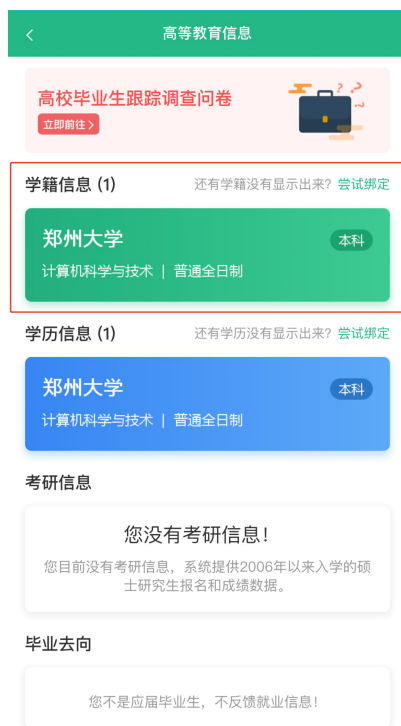 高等教育信息
高校毕业生跟踪调查问卷
立即前往 >
学籍信息 (1) 还有学籍没有显示出来? 尝试绑定
郑州大学 本科
计算机科学与技术 | 普通全日制
学历信息 (1) 还有学历没有显示出来? 尝试绑定
郑州大学 本科
计算机科学与技术 | 普通全日制
考研信息
您没有考研信息!
您目前没有考研信息，系统提供2006年以来入学的硕
士研究生报名和成绩数据。
毕业去向
您不是应届毕业生，不反馈就业信息!